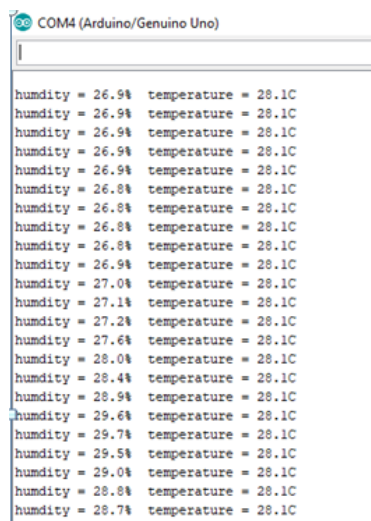 COM4 (Arduino/Genuino Uno)
humdity = 26.9% temperature = 28.1C
humdity = 26.9% temperature = 28.1C
humdity = 26.9% temperature = 28.1C
humdity = 26.9% temperature = 28.1C
humdity = 26.9% temperature = 28.1C
humdity = 26.8% temperature = 28.1C
humdity = 26.8% temperature = 28.1C
humdity = 26.8% temperature = 28.1C
humdity = 26.8% temperature = 28.1C
humdity = 26.9% temperature = 28.1C
humdity = 27.0% temperature = 28.1C
humdity = 27.1% temperature = 28.1C
humdity = 27.2% temperature = 28.1C
humdity = 27.6% temperature = 28.1C
humdity = 28.0% temperature = 28.1C
humdity = 28.4% temperature = 28.1C
humdity = 28.9% temperature = 28.1C
humdity = 29.6% temperature = 28.1C
humdity = 29.7% temperature = 28.1C
humdity = 29.5% temperature = 28.1C
humdity = 29.0% temperature = 28.1C
humdity = 28.8% temperature = 28.1C
humdity = 28.7% temperature = 28.1C